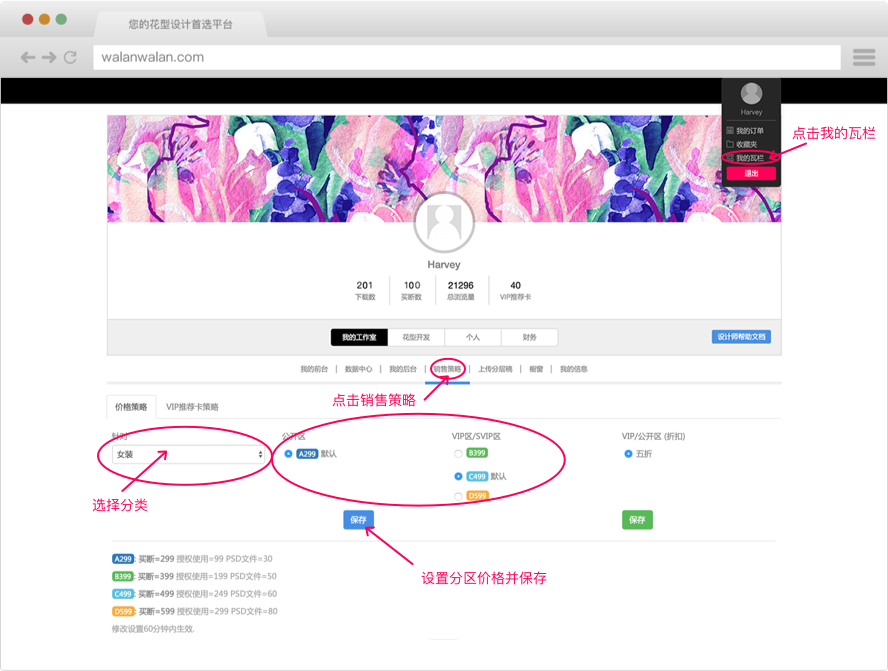 您的花型设计首选平台
walanwalan.com
Harvey
我的订单
收藏夹
我的瓦栏
退出
点击我的瓦栏
Harvey
201 100 21296 40
下载数 买断数 总浏览量 VIP推荐卡
我的工作室 花型开发 个人 财务
设计师帮助文档
我的前台 | 数据中心 | 我的后台 | 销售策略 | 上传分层稿 | 橱窗 | 我的信息
点击销售策略
价格策略 VIP推荐卡策略
针对 公开区 VIP区/SVIP区 VIP/公开区 (折扣)
女装 A299 默认 B399 五折
C499 默认
D599
选择分类
保存 保存
设置分区价格并保存
A299: 买断=299 授权使用=99 PSD文件=30
B399: 买断=399 授权使用=199 PSD文件=50
C499: 买断=499 授权使用=249 PSD文件=60
D599: 买断=599 授权使用=299 PSD文件=80
修改设置60分钟内生效.